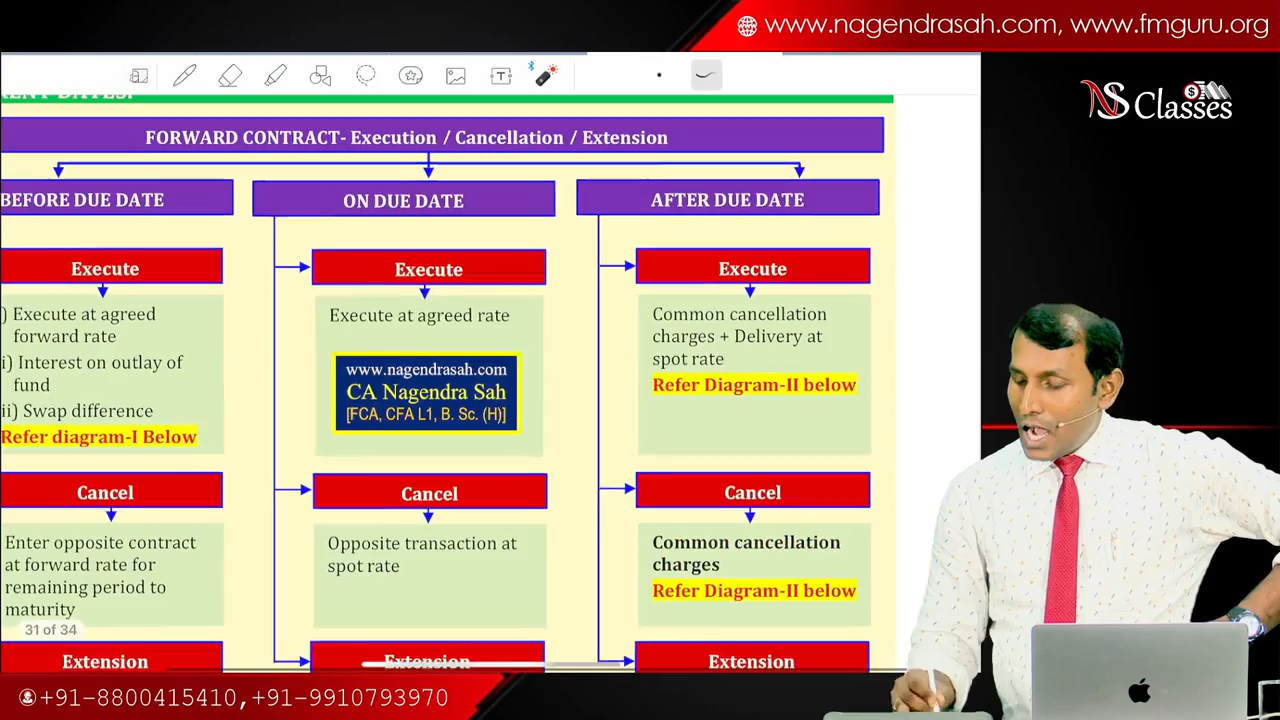 www.nagendrasah.com, www.fmguru.org
NS Classes
FORWARD CONTRACT- Execution / Cancellation / Extension
BEFORE DUE DATE
ON DUE DATE
AFTER DUE DATE
Execute
Execute
Execute
) Execute at agreed
forward rate
i) Interest on outlay of
fund
ii) Swap difference
Refer diagram-I Below
Execute at agreed rate
www.nagendrasah.com
CA Nagendra Sah
[FCA, CFA L1, B. Sc. (H)]
Common cancellation
charges + Delivery at
spot rate
Refer Diagram-II below
Cancel
Cancel
Cancel
Enter opposite contract
at forward rate for
remaining period to
maturity
Opposite transaction at
spot rate
Common cancellation
charges
Refer Diagram-II below
31 of 34
Extension
Extension
Extension
+91-8800415410,+91-9910793970